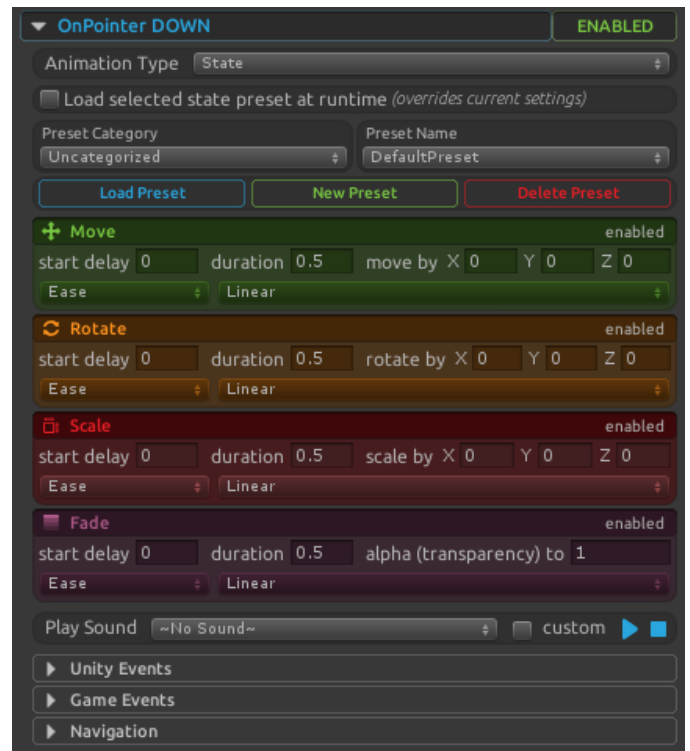 OnPointer DOWN ENABLED
Animation Type State
Load selected state preset at runtime (overrides current settings)
Preset Category Preset Name
Uncategorized DefaultPreset
Load Preset New Preset Delete Preset
Move enabled
start delay 0 duration 0.5 move by X 0 Y 0 Z 0
Ease Linear
Rotate enabled
start delay 0 duration 0.5 rotate by X 0 Y 0 Z 0
Ease Linear
Scale enabled
start delay 0 duration 0.5 scale by X 0 Y 0 Z 0
Ease Linear
Fade enabled
start delay 0 duration 0.5 alpha (transparency) to 1
Ease Linear
Play Sound ~No Sound~ custom
Unity Events
Game Events
Navigation